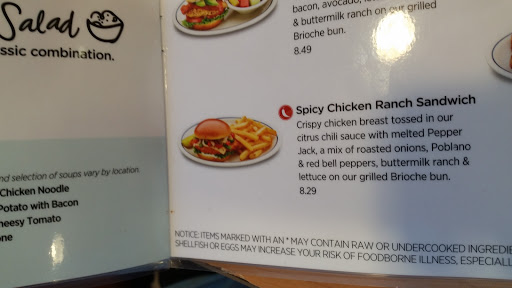 Salad
ssic combination.
nd selection of soups vary by location.
Chicken Noodle
Potato with Bacon
heesy Tomato
one
bacon, avocado,
& buttermilk ranch on our grilled
Brioche bun.
8.49
Spicy Chicken Ranch Sandwich
Crispy chicken breast tossed in our
citrus chili sauce with melted Pepper
Jack, a mix of roasted onions, Poblano
& red bell peppers, buttermilk ranch &
lettuce on our grilled Brioche bun.
8.29
NOTICE: ITEMS MARKED WITH AN * MAY CONTAIN RAW OR UNDERCOOKED INGREDIE
SHELLFISH OR EGGS MAY INCREASE YOUR RISK OF FOODBORNE ILLNESS, ESPECIALL